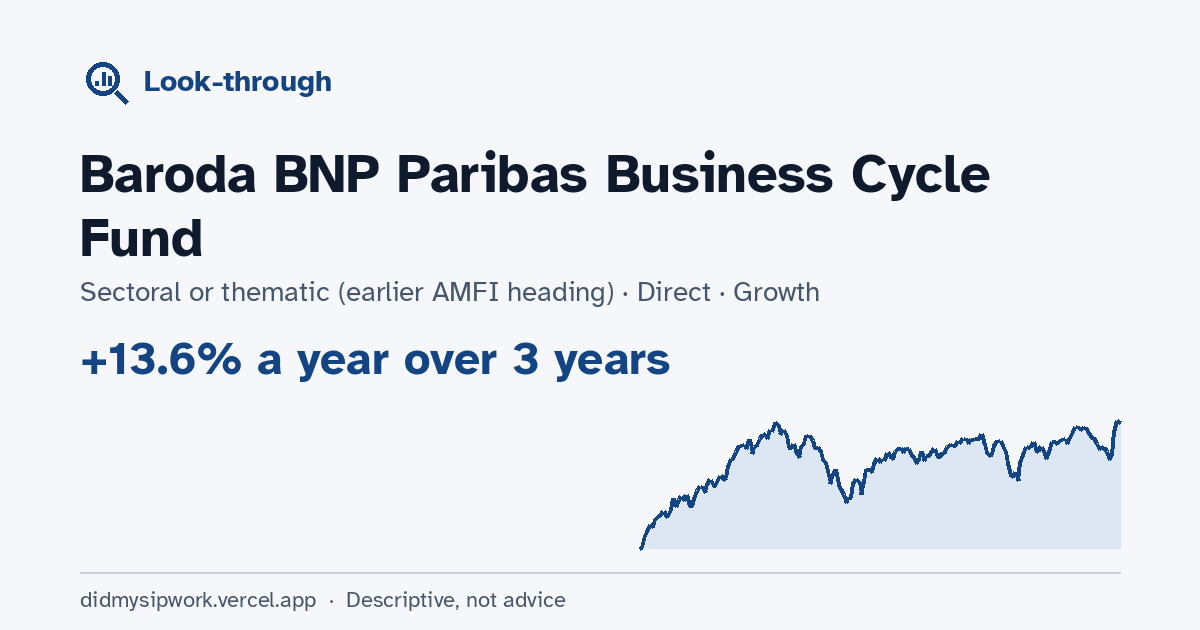 Look-through
Baroda BNP Paribas Business Cycle
Fund
Sectoral or thematic (earlier AMFI heading) · Direct · Growth
+13.6% a year over 3 years
didmysipwork.vercel.app · Descriptive, not advice